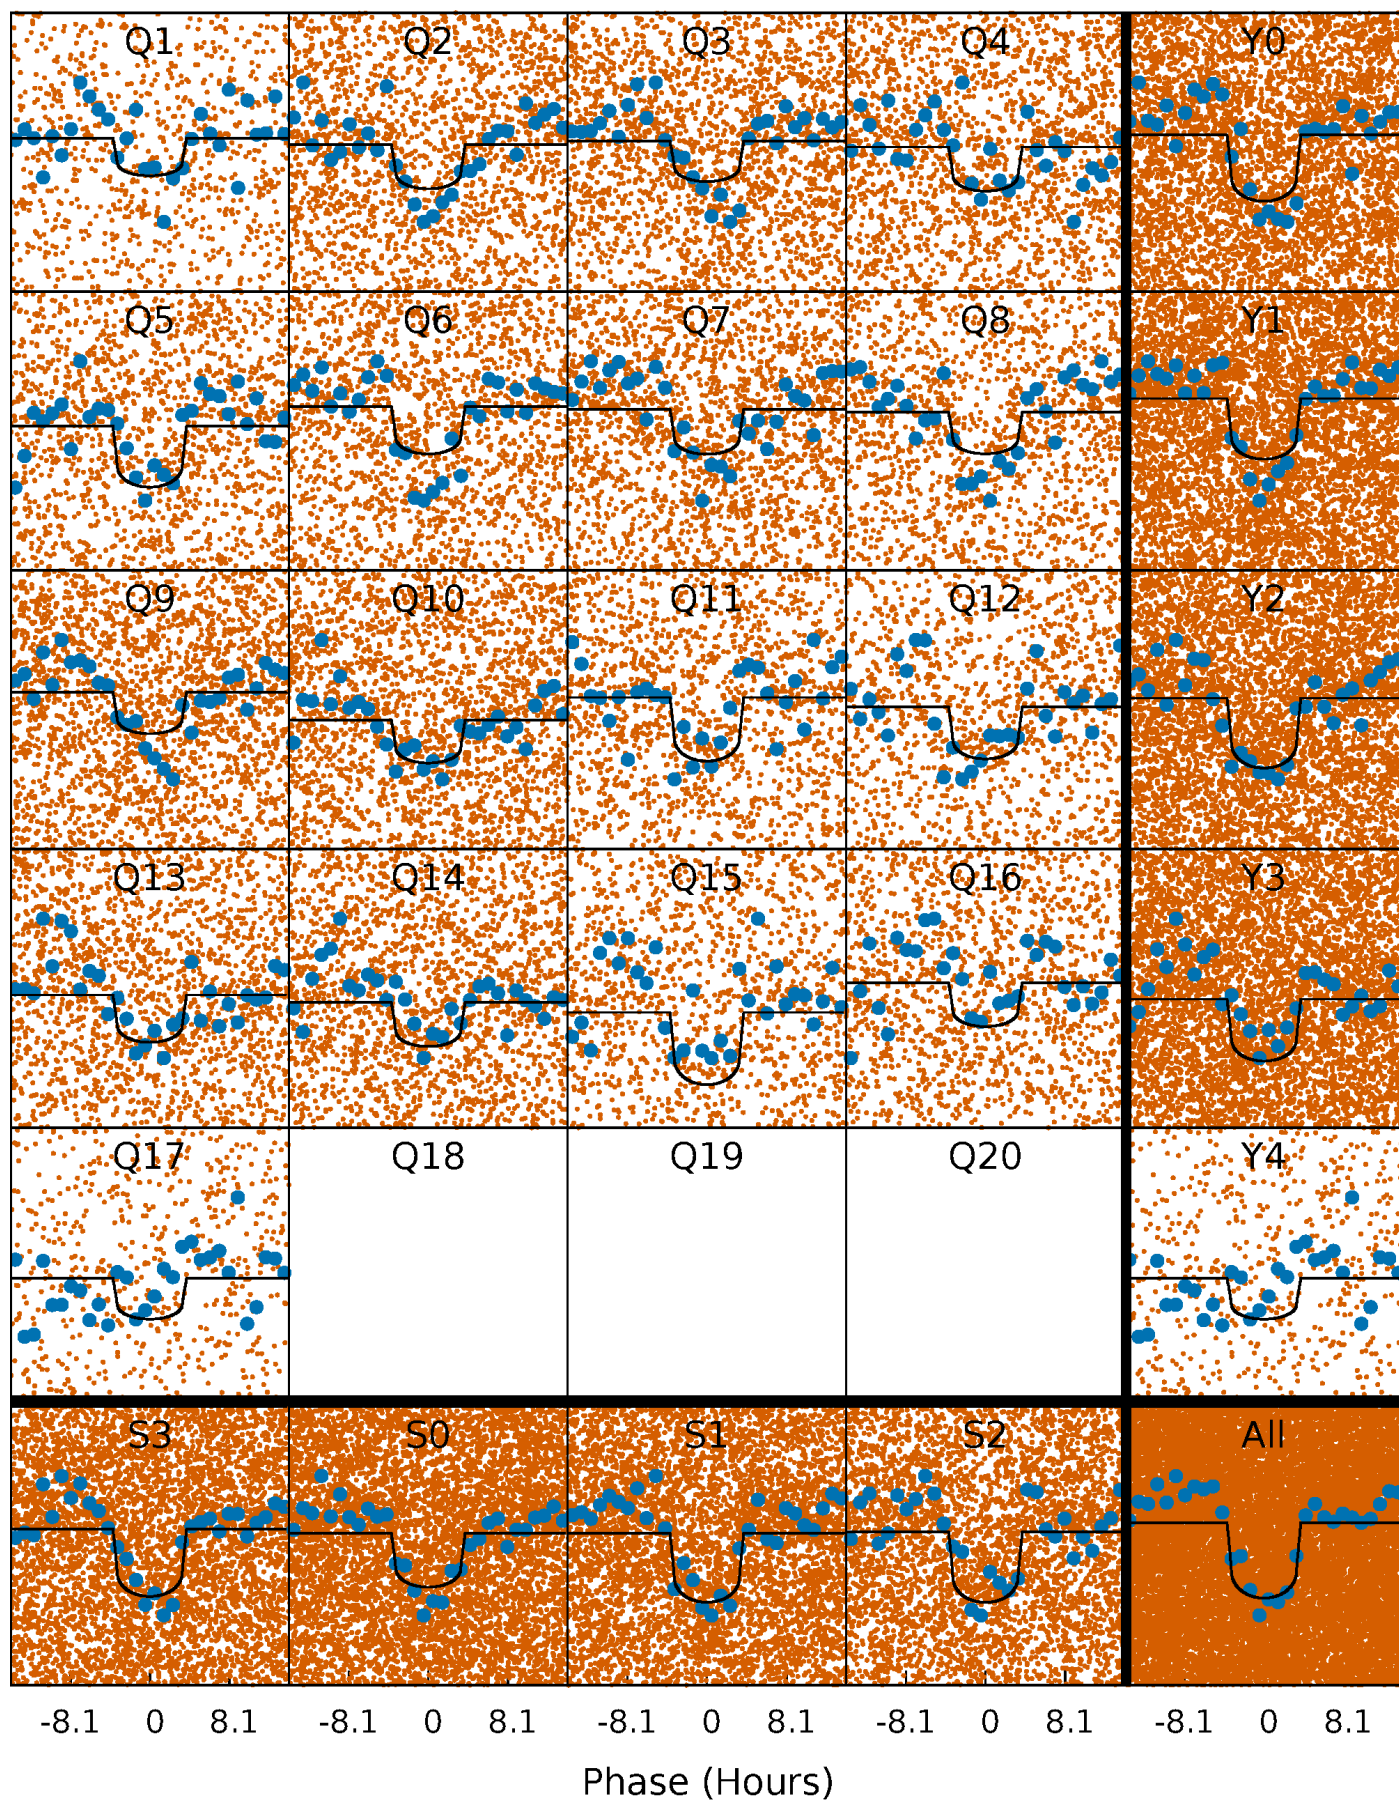 Q1 Q2 Q3 Q4 Y0
Q5 Q6 Q7 Q8 Y1
Q9 Q10 Q11 Q12 Y2
Q13 Q14 Q15 Q16 Y3
Q17 Q18 Q19 Q20 Y4
S3 S0 S1 S2 All
-8.1 0 8.1 -8.1 0 8.1 -8.1 0 8.1 -8.1 0 8.1 -8.1 0 8.1
Phase (Hours)